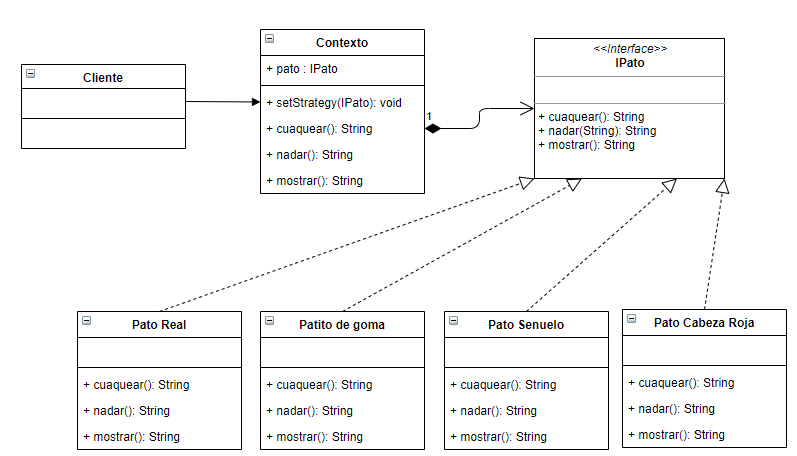 Cliente
Contexto
+ pato : IPato
+ setStrategy(IPato): void
+ cuaquear(): String
+ nadar(): String
+ mostrar(): String
1
<<Interface>>
IPato
+ cuaquear(): String
+ nadar(String): String
+ mostrar(): String
Pato Real
+ cuaquear(): String
+ nadar(): String
+ mostrar(): String
Patito de goma
+ cuaquear(): String
+ nadar(): String
+ mostrar(): String
Pato Senuelo
+ cuaquear(): String
+ nadar(): String
+ mostrar(): String
Pato Cabeza Roja
+ cuaquear(): String
+ nadar(): String
+ mostrar(): String